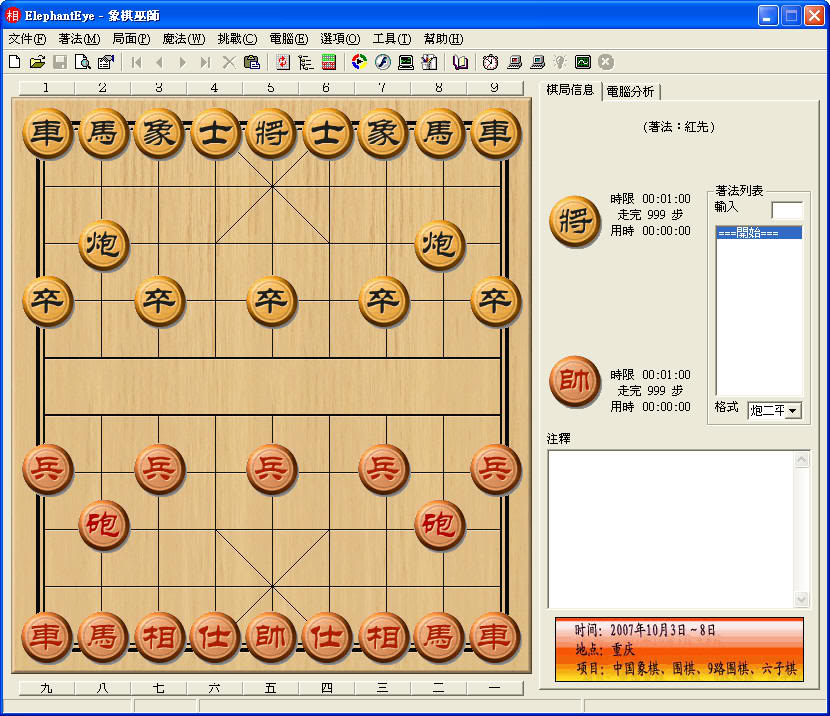 相 ElephantEye - 象棋巫師
文件(F) 著法(M) 局面(P) 魔法(W) 挑戰(C) 電腦(E) 選項(O) 工具(T) 幫助(H)
1 2 3 4 5 6 7 8 9
車 馬 象 士 將 士 象 馬 車
炮 炮
卒 卒 卒 卒 卒
兵 兵 兵 兵 兵
砲 砲
車 馬 相 仕 帥 仕 相 馬 車
九 八 七 六 五 四 三 二 一
棋局信息 電腦分析
(著法：紅先)
將
時限 00:01:00
走完 999 步
用時 00:00:00
帥
時限 00:01:00
走完 999 步
用時 00:00:00
著法列表
輸入
===開始===
格式 炮二平
注釋
时间：2007年10月3日～8日
地点：重庆
项目：中国象棋、围棋、9路围棋、六子棋